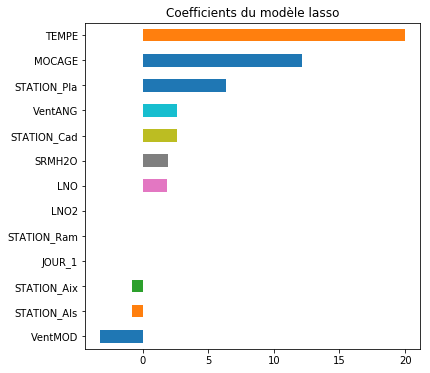 Coefficients du modèle lasso
TEMPE
MOCAGE
STATION_Pla
VentANG
STATION_Cad
SRMH2O
LNO
LNO2
STATION_Ram
JOUR_1
STATION_Aix
STATION_Als
VentMOD
0 5 10 15 20